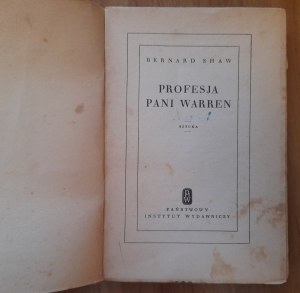 BERNARD SHAW
PROFESJA
PANI WARREN
SZTUKA
PAŃSTWOWY
INSTYTUT WYDAWNICZY